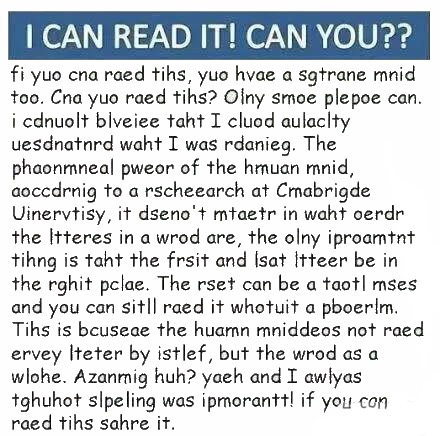 I CAN READ IT! CAN YOU??
fi yuo cna raed tihs, yuo hvae a sgtrane mnid
too. Cna yuo raed tihs? Olny smoe plepoe can.
i cdnuolt blveiee taht I cluod aulaclty
uesdnatnrd waht I was rdanieg. The
phaonmneal pweor of the hmuan mnid,
aoccdrnig to a rscheearch at Cmabrigde
Uinervtisy, it dseno't mtaetr in waht oerdr
the ltteres in a wrod are, the olny iproamtnt
tihng is taht the frsit and lsat ltteer be in
the rghit pclae. The rset can be a taotl mses
and you can sitll raed it whotuit a pboerlm.
Tihs is bcuseae the huamn mniddeos not raed
ervey lteter by istlef, but the wrod as a
wlohe. Azanmig huh? yaeh and I awlyas
tghuhot slpeling was ipmorantt! if you can
raed tihs sahre it.